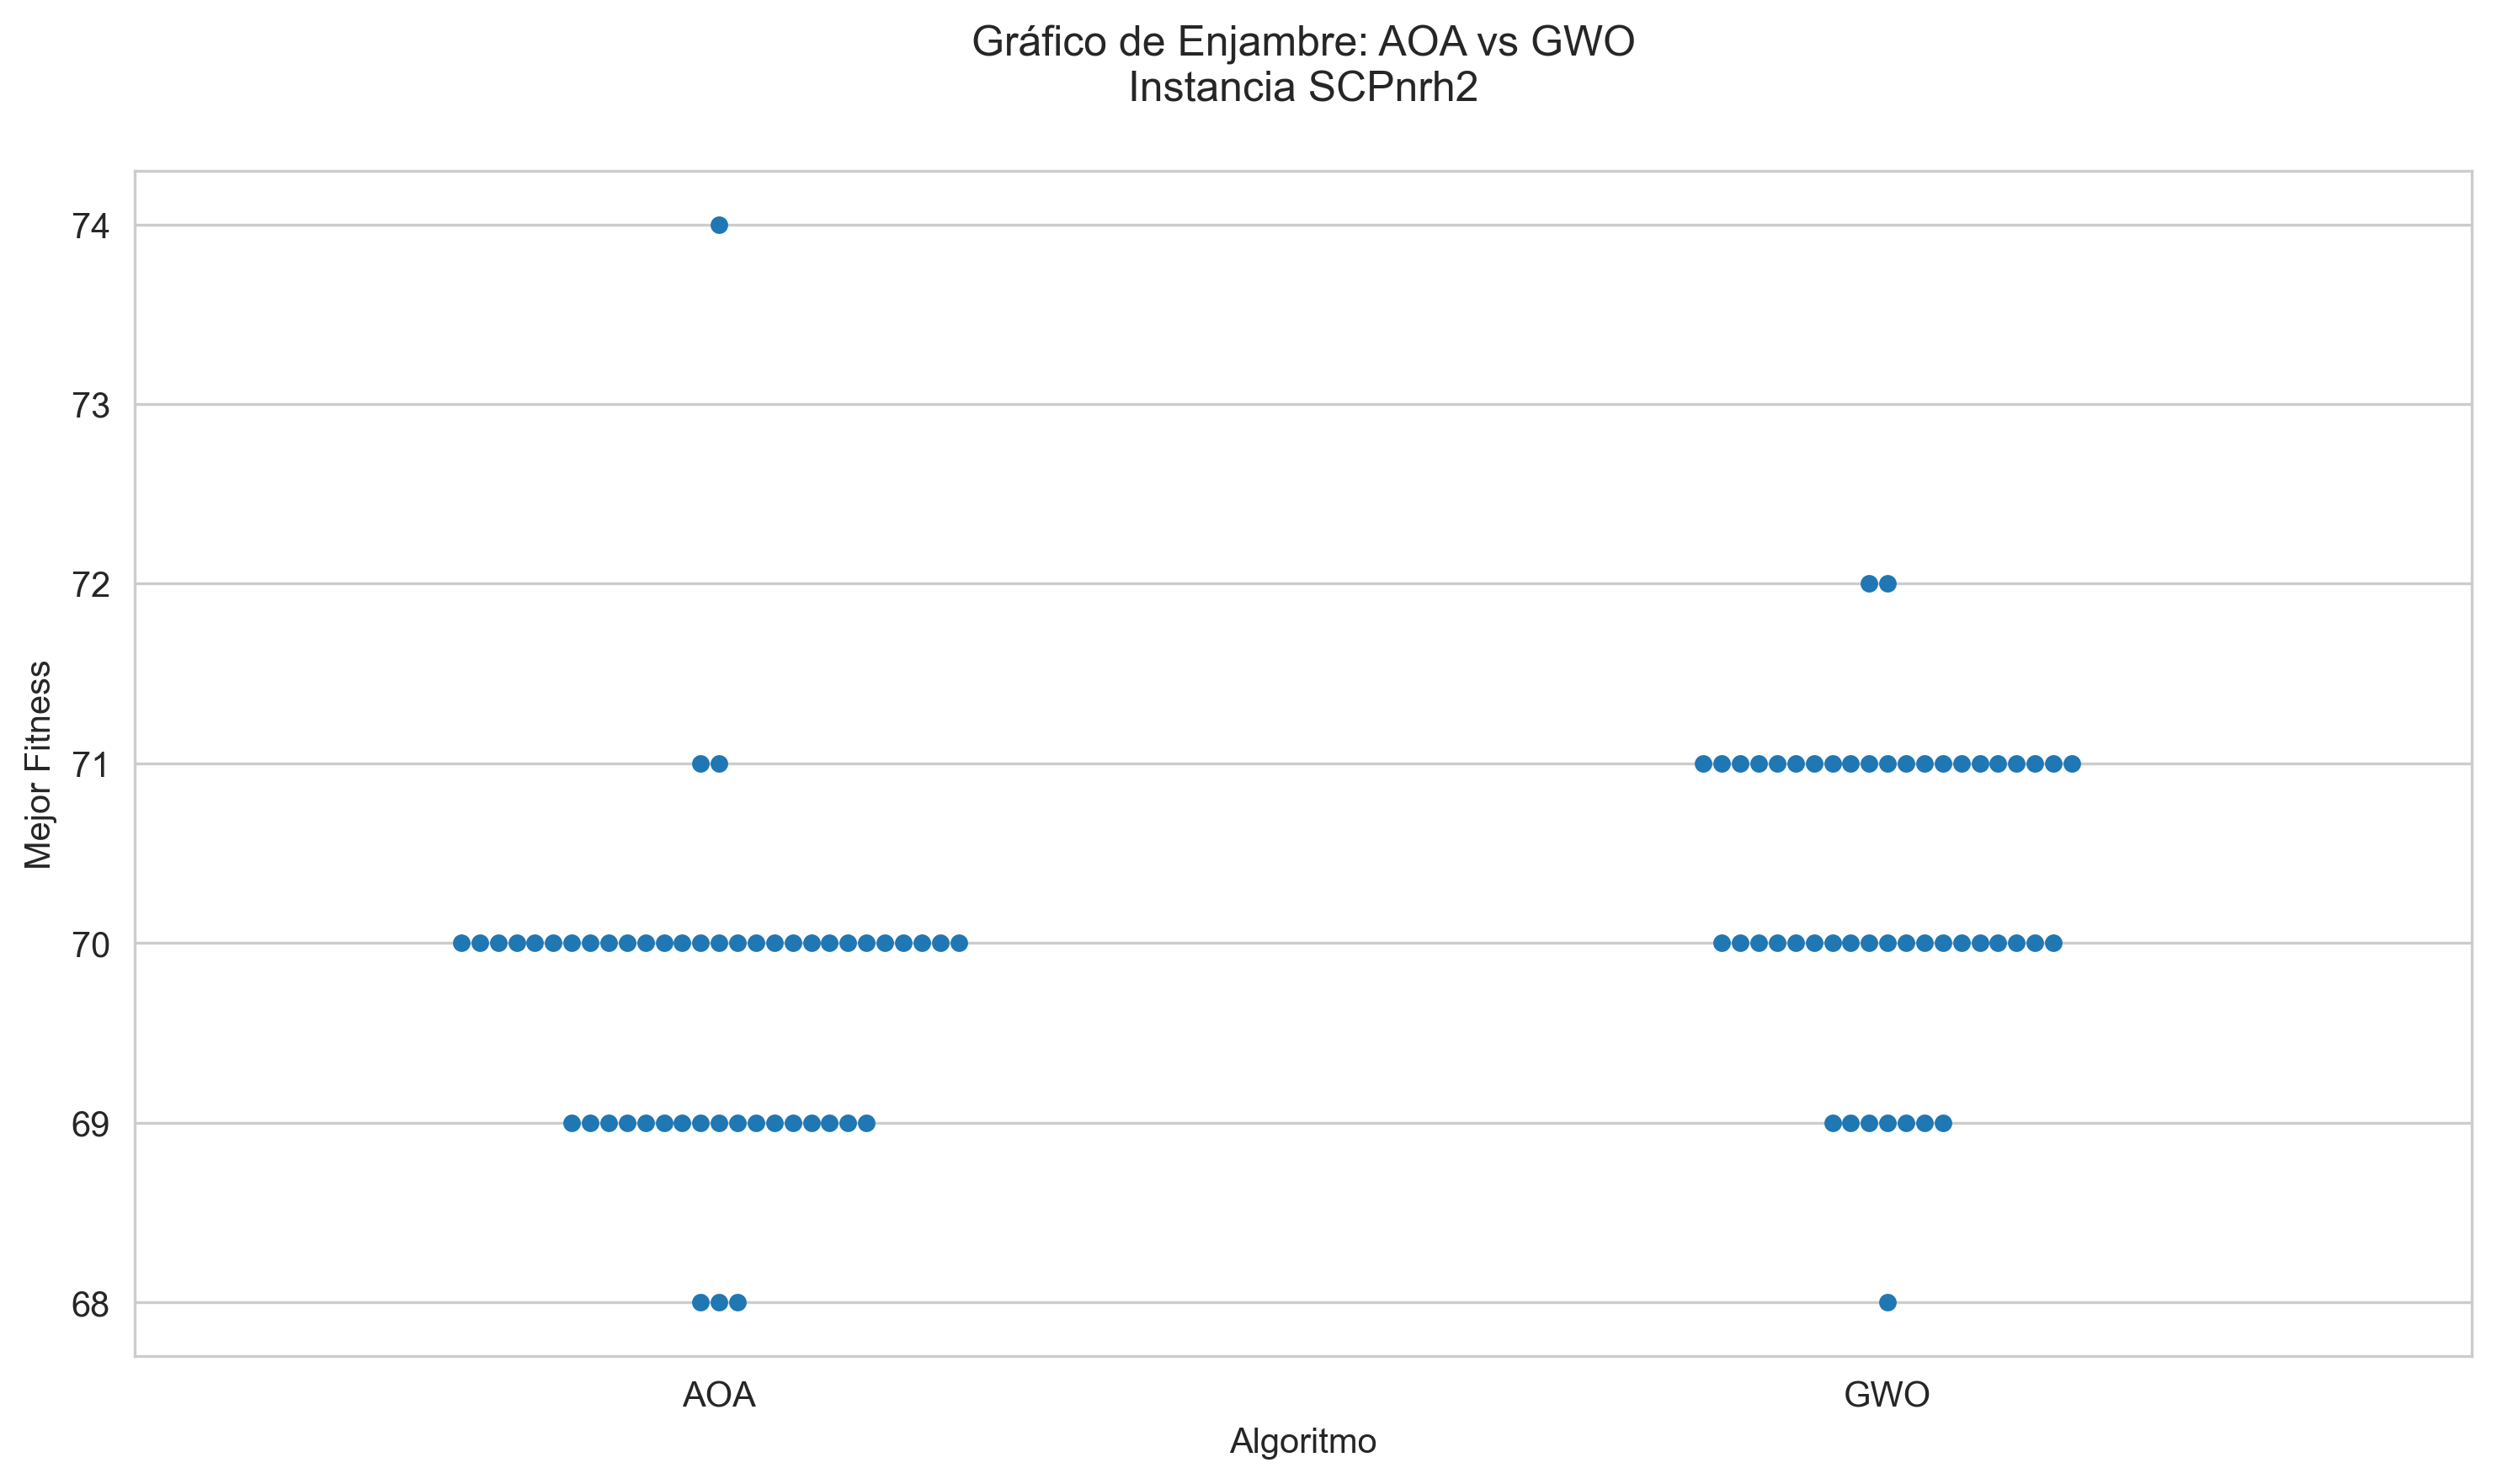 Gráfico de Enjambre: AOA vs GWO
Instancia SCPnrh2
74
73
72
71
70
69
68
Mejor Fitness
AOA
GWO
Algoritmo